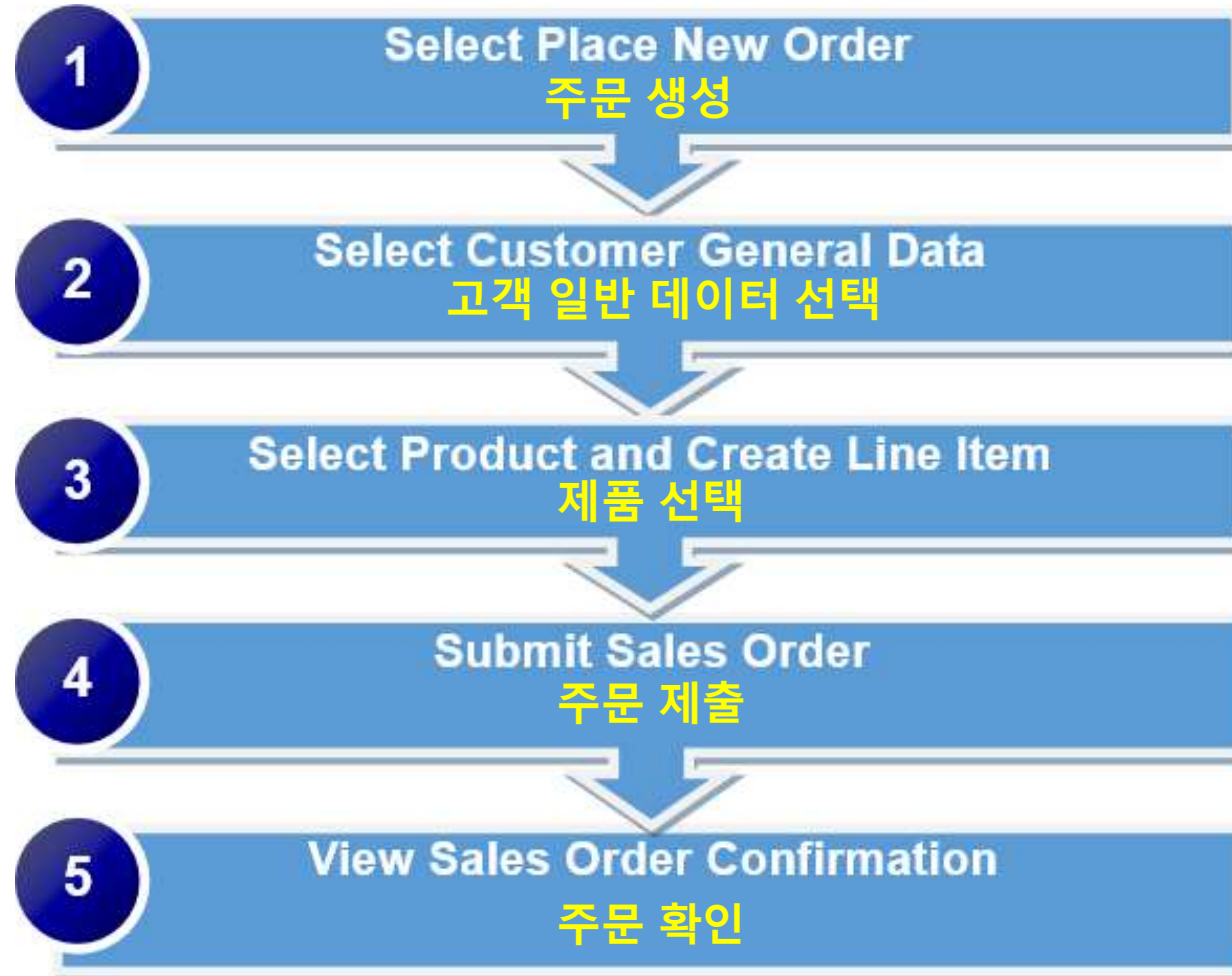 1
Select Place New Order
주문 생성
2
Select Customer General Data
고객 일반 데이터 선택
3
Select Product and Create Line Item
제품 선택
4
Submit Sales Order
주문 제출
5
View Sales Order Confirmation
주문 확인